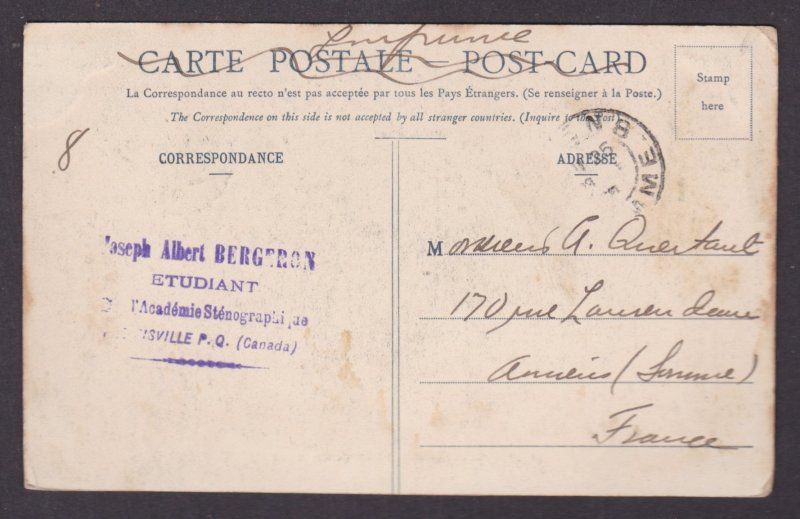 Imprimé
CARTE POSTALE — POST-CARD
La Correspondance au recto n'est pas acceptée par tous les Pays Étrangers. (Se renseigner à la Poste.)
The Correspondence on this side is not accepted by all stranger countries. (Inquire to the Post)
Stamp
here
8
CORRESPONDANCE
ADRESSE
Joseph Albert BERGERON
ETUDIANT
l'Académie Sténographique
P.Q. (Canada)
Monsieur A. Quertant
170 rue
Amiens (Somme)
France